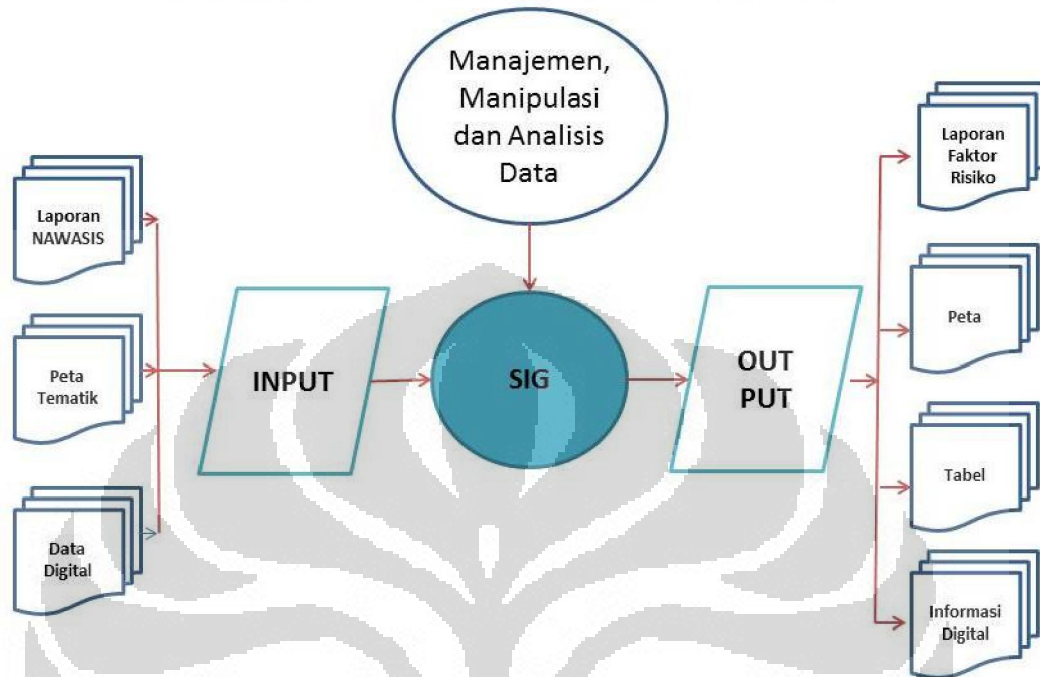 Manajemen,
Manipulasi
dan Analisis
Data
Laporan
NAWASIS
Peta
Tematik
Data
Digital
INPUT
SIG
OUT
PUT
Laporan
Faktor
Risiko
Peta
Tabel
Informasi
Digital